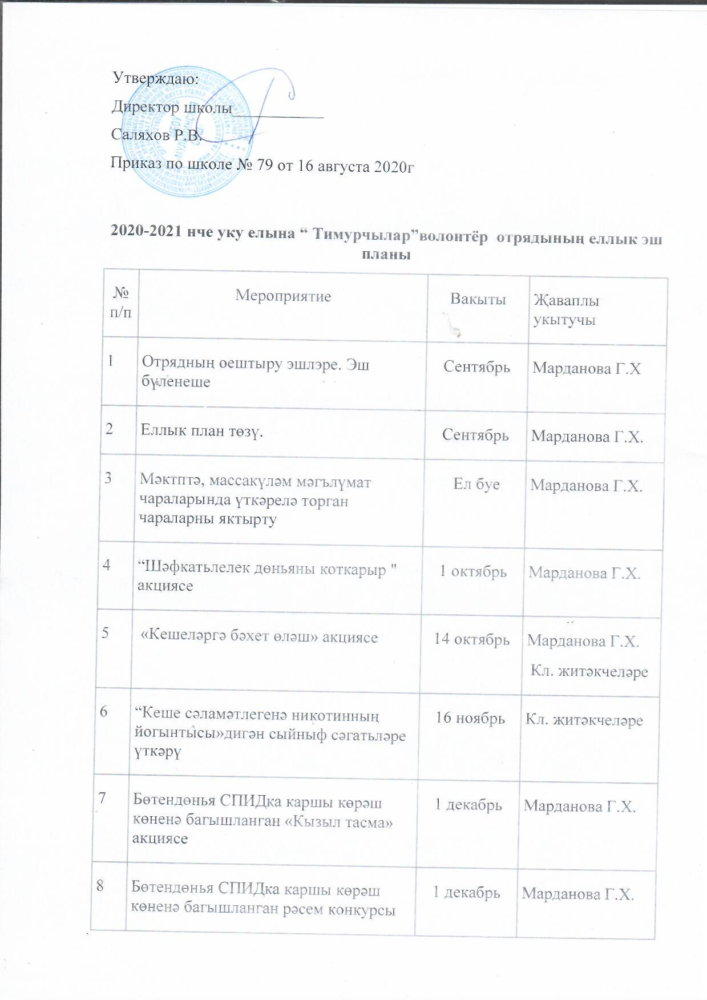 Утверждаю:
Директор школы____________
Саляхов Р.В.
Приказ по школе № 79 от 16 августа 2020г
2020-2021 нче уку елына “ Тимурчылар”волонтёр отрядының еллык эш
планы
№
п/п
Мероприятие
Вакыты
Җаваплы
укытучы
1
Отрядның оештыру эшлэре. Эш
бүленеше
Сентябрь
Марданова Г.Х
2
Еллык план төзү.
Сентябрь
Марданова Г.Х.
3
Мәктптә, массакүләм мәгълүмат
чараларында үткәрелә торган
чараларны яктырту
Ел буе
Марданова Г.Х.
4
“Шәфкатьлелек дөньяны коткарыр "
акциясе
1 октябрь
Марданова Г.Х.
5
«Кешеләргә бәхет өләш» акциясе
14 октябрь
Марданова Г.Х.
Кл. житәкчеләре
6
“Кеше сәламәтлегенә никотинның
йогынтысы»дигән сыйныф сәгатьләре
үткәрү
16 ноябрь
Кл. җитәкчеләре
7
Бөтендөнья СПИДка каршы көрәш
көненә багышланган «Кызыл тасма»
акциясе
1 декабрь
Марданова Г.Х.
8
Бөтендөнья СПИДка каршы көрәш
көненә багышланган рәсем конкурсы
1 декабрь
Марданова Г.Х.